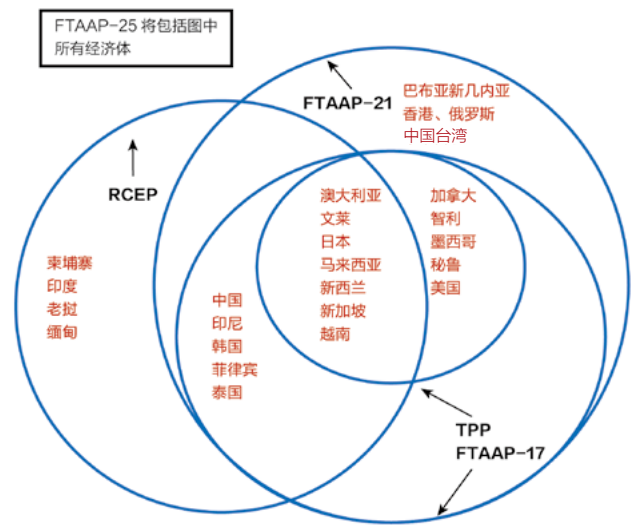 FTAAP-25 将包括图中
所有经济体
FTAAP-21
巴布亚新几内亚
香港、俄罗斯
中国台湾
RCEP
澳大利亚
文莱
日本
马来西亚
新西兰
新加坡
越南
加拿大
智利
墨西哥
秘鲁
美国
柬埔寨
印度
老挝
缅甸
中国
印尼
韩国
菲律宾
泰国
TPP
FTAAP-17